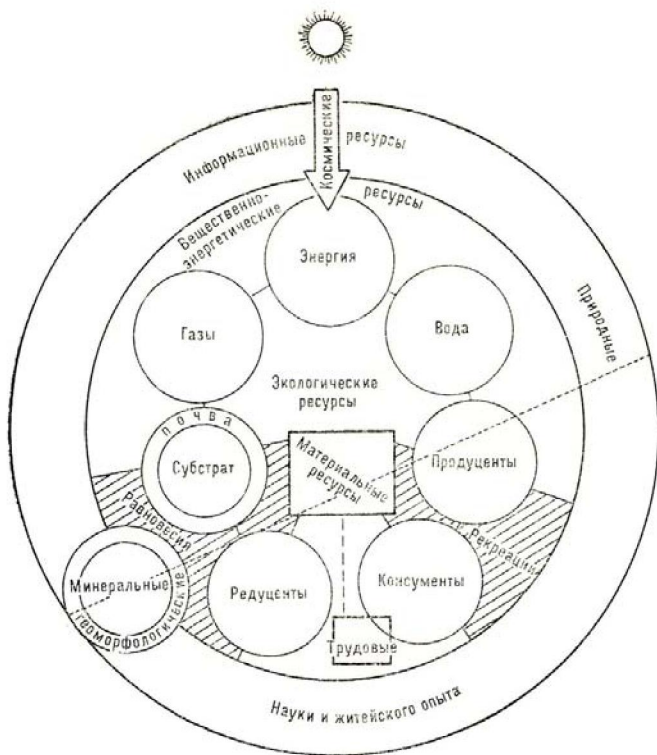 Космические
Информационные ресурсы
Вещественно-
энергетические
ресурсы
Энергия
Газы
Вода
Природные
Экологические
ресурсы
почва
Субстрат
Материальные
ресурсы
Продуценты
Равновесия
Рекреации
Минеральные
геоморфологические
Редуценты
Консументы
Трудовые
Науки и житейского опыта